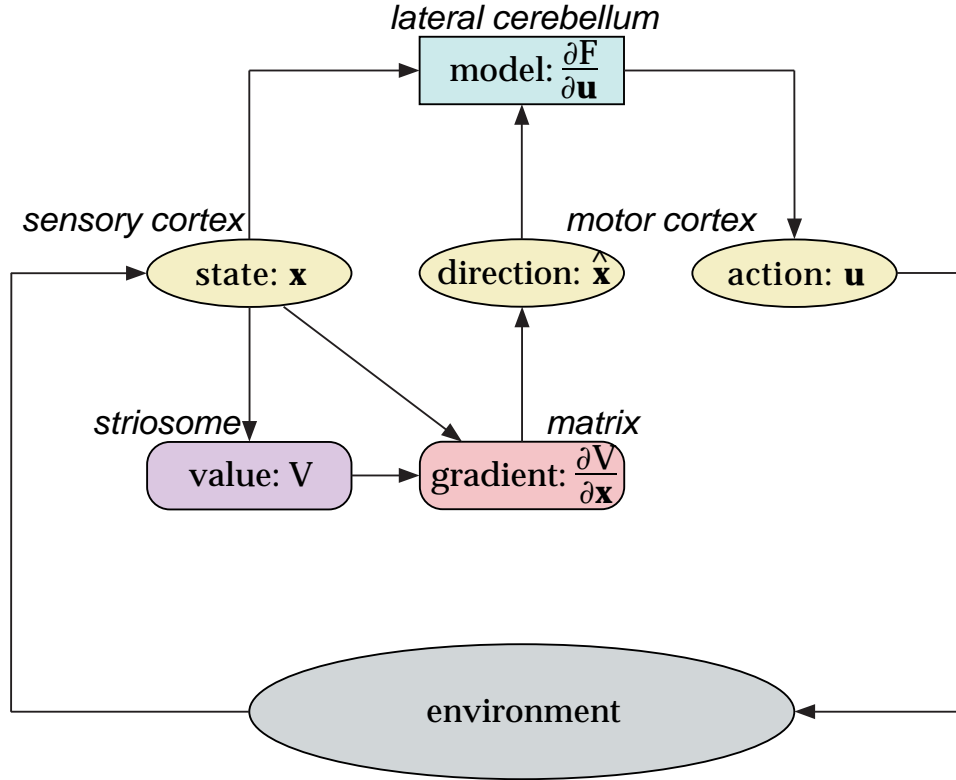 lateral cerebellum
model: ∂F/∂u
sensory cortex
motor cortex
state: x
direction: x̂
action: u
striosome
matrix
value: V
gradient: ∂V/∂x
environment